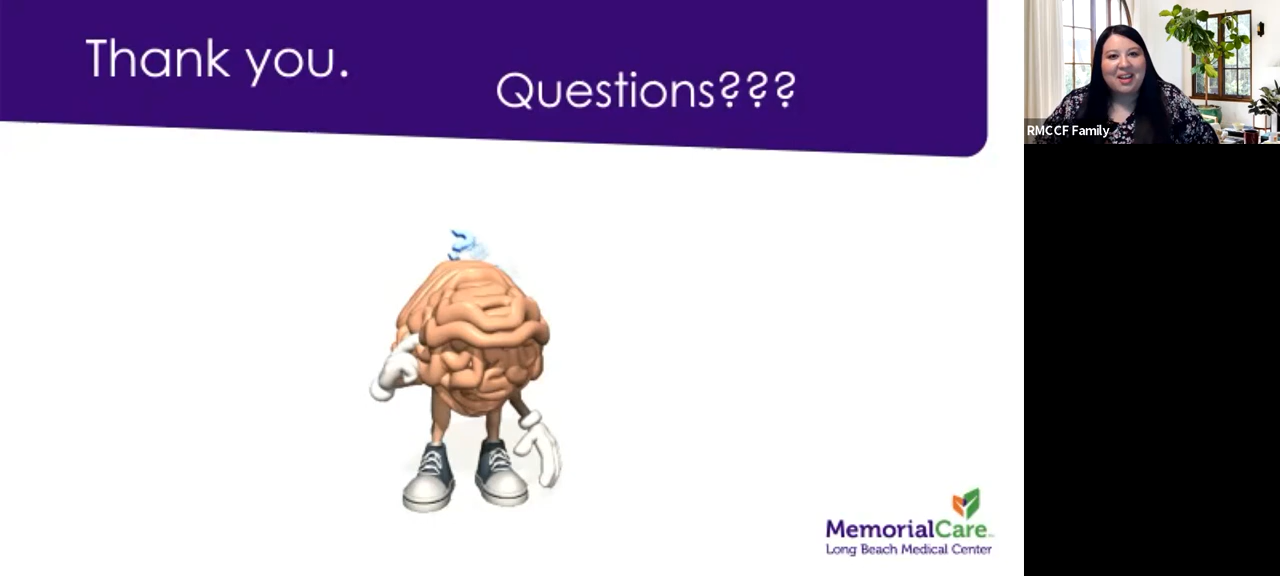 Thank you.
Questions???
RMCCF Family
MemorialCare
Long Beach Medical Center